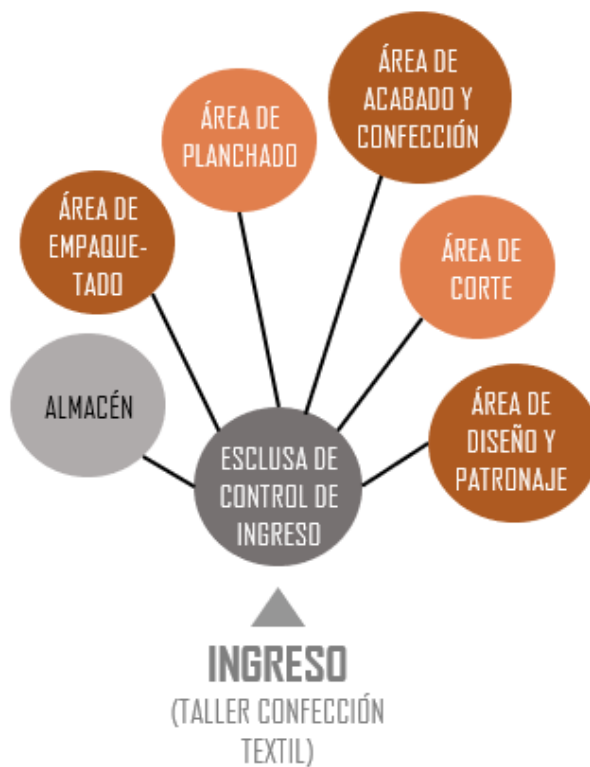 ÁREA DE
ACABADO Y
CONFECCIÓN
ÁREA DE
PLANCHADO
ÁREA DE
EMPAQUE-
TADO
ÁREA DE
CORTE
ALMACÉN
ÁREA DE
DISEÑO Y
PATRONAJE
ESCLUSA DE
CONTROL DE
INGRESO
INGRESO
(TALLER CONFECCIÓN
TEXTIL)